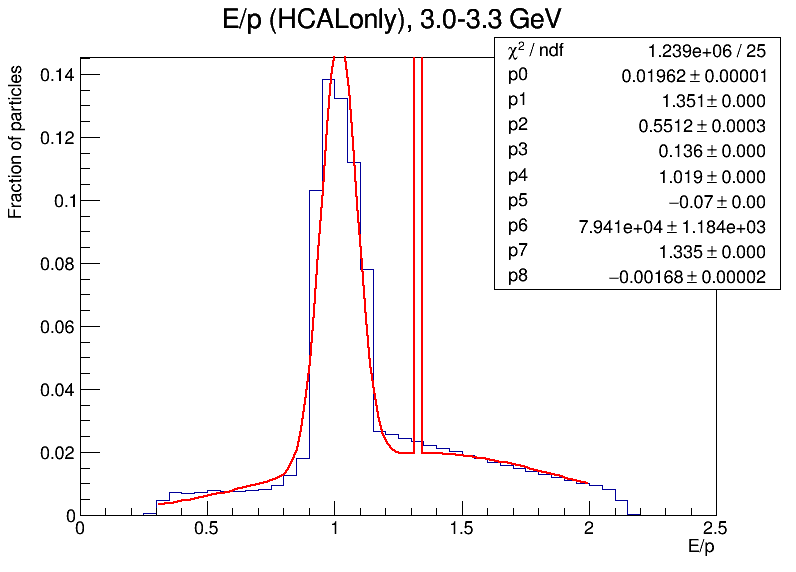 E/p (HCALonly), 3.0-3.3 GeV
χ² / ndf 1.239e+06 / 25
p0 0.01962 ± 0.00001
p1 1.351 ± 0.000
p2 0.5512 ± 0.0003
p3 0.136 ± 0.000
p4 1.019 ± 0.000
p5 −0.07 ± 0.00
p6 7.941e+04 ± 1.184e+03
p7 1.335 ± 0.000
p8 −0.00168 ± 0.00002
Fraction of particles
0.14
0.12
0.1
0.08
0.06
0.04
0.02
0
0 0.5 1 1.5 2 2.5
E/p